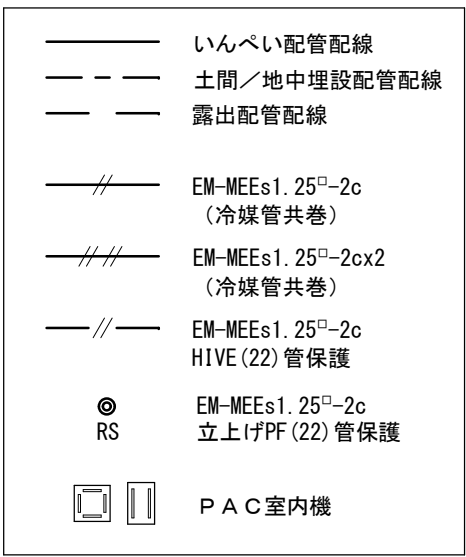 いんぺい配管配線
土間／地中埋設配管配線
露出配管配線
EM-MEEs1.25□-2c
（冷媒管共巻）
EM-MEEs1.25□-2cx2
（冷媒管共巻）
EM-MEEs1.25□-2c
HIVE(22)管保護
EM-MEEs1.25□-2c
RS 立上げPF(22)管保護
ＰＡＣ室内機